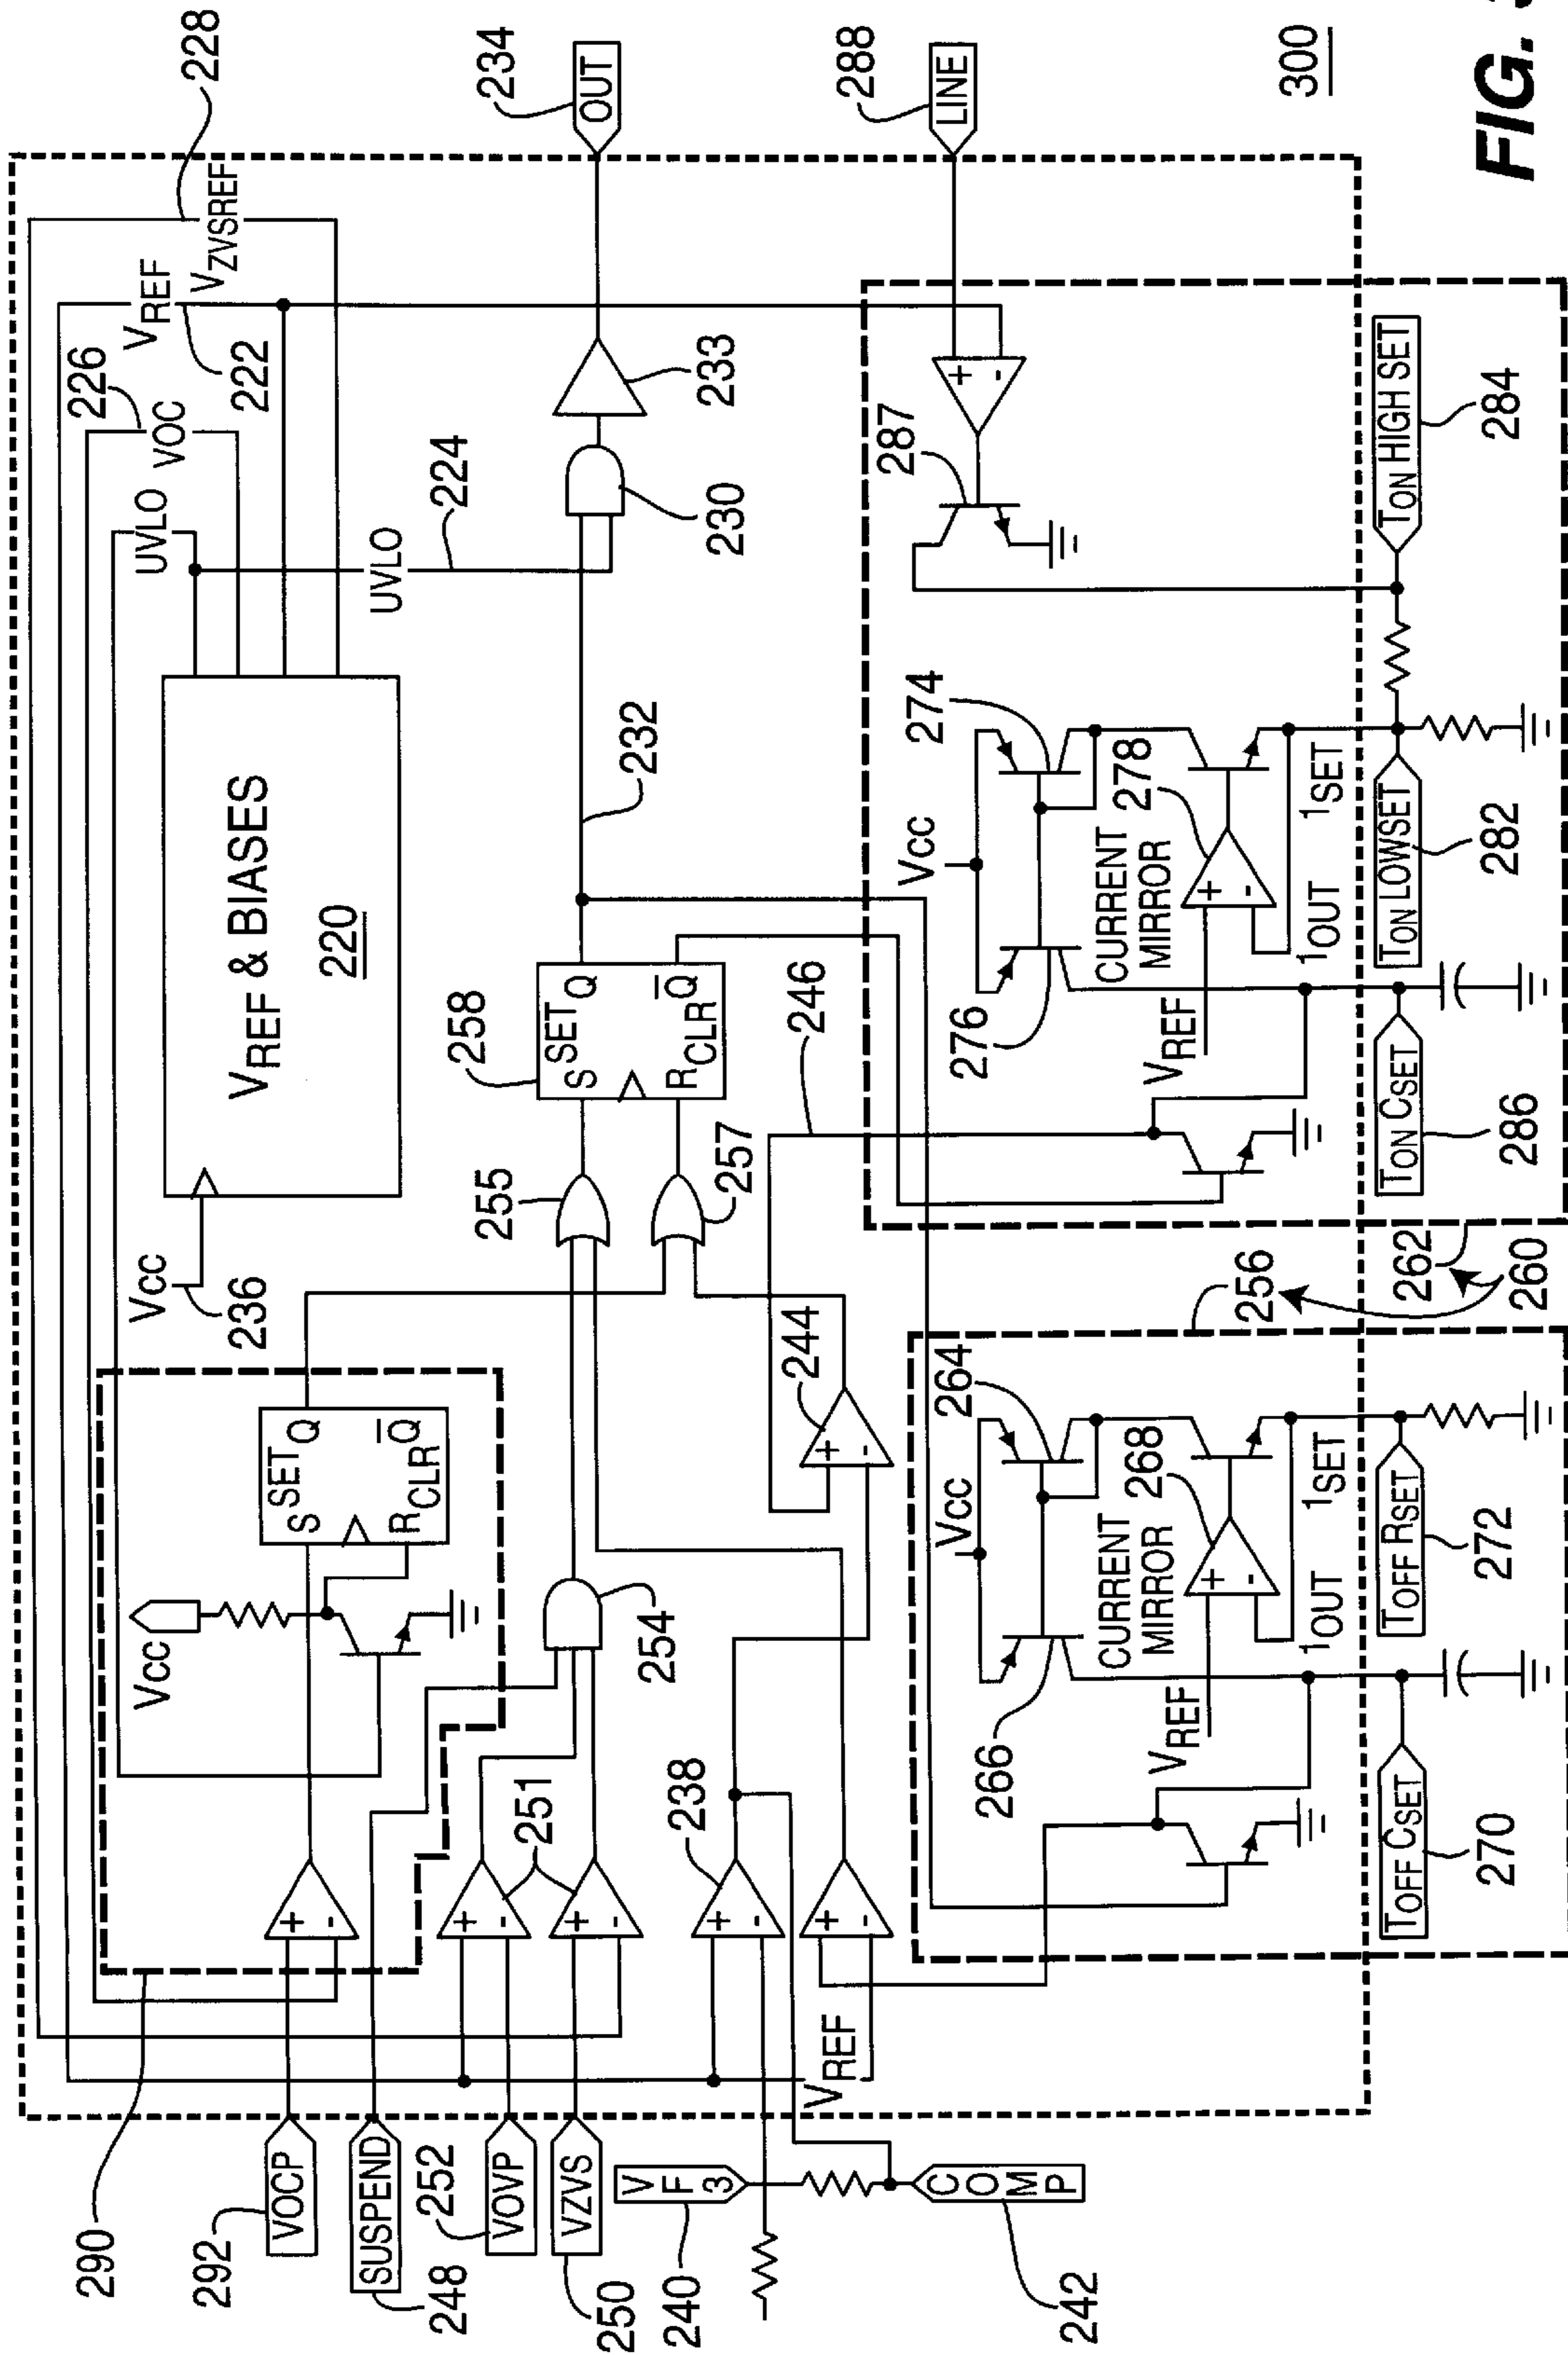 290
292
VOCP
SUSPEND
248
252
VOVP
VZVS
250
VF3
240
COMP
242
VREF
+
-
+
-
251
+
-
238
+
-
+
-
Vcc
S SET Q
R CLR Q
254
Vcc
236
VREF & BIASES
220
UVLO
VOC
226
VREF
222
VZVSREF
228
UVLO
224
255
257
258
S SET Q
R CLR Q
232
230
233
234
OUT
288
LINE
244
+
-
246
256
262
260
264
Vcc
266
CURRENT
MIRROR
268
+
-
VREF
IOUT
ISET
TOFF CSET
270
TOFF RSET
272
274
Vcc
276
CURRENT
MIRROR
278
+
-
VREF
IOUT
ISET
TON CSET
286
TON LOWSET
282
TON HIGH SET
284
287
+
-
300
FIG.